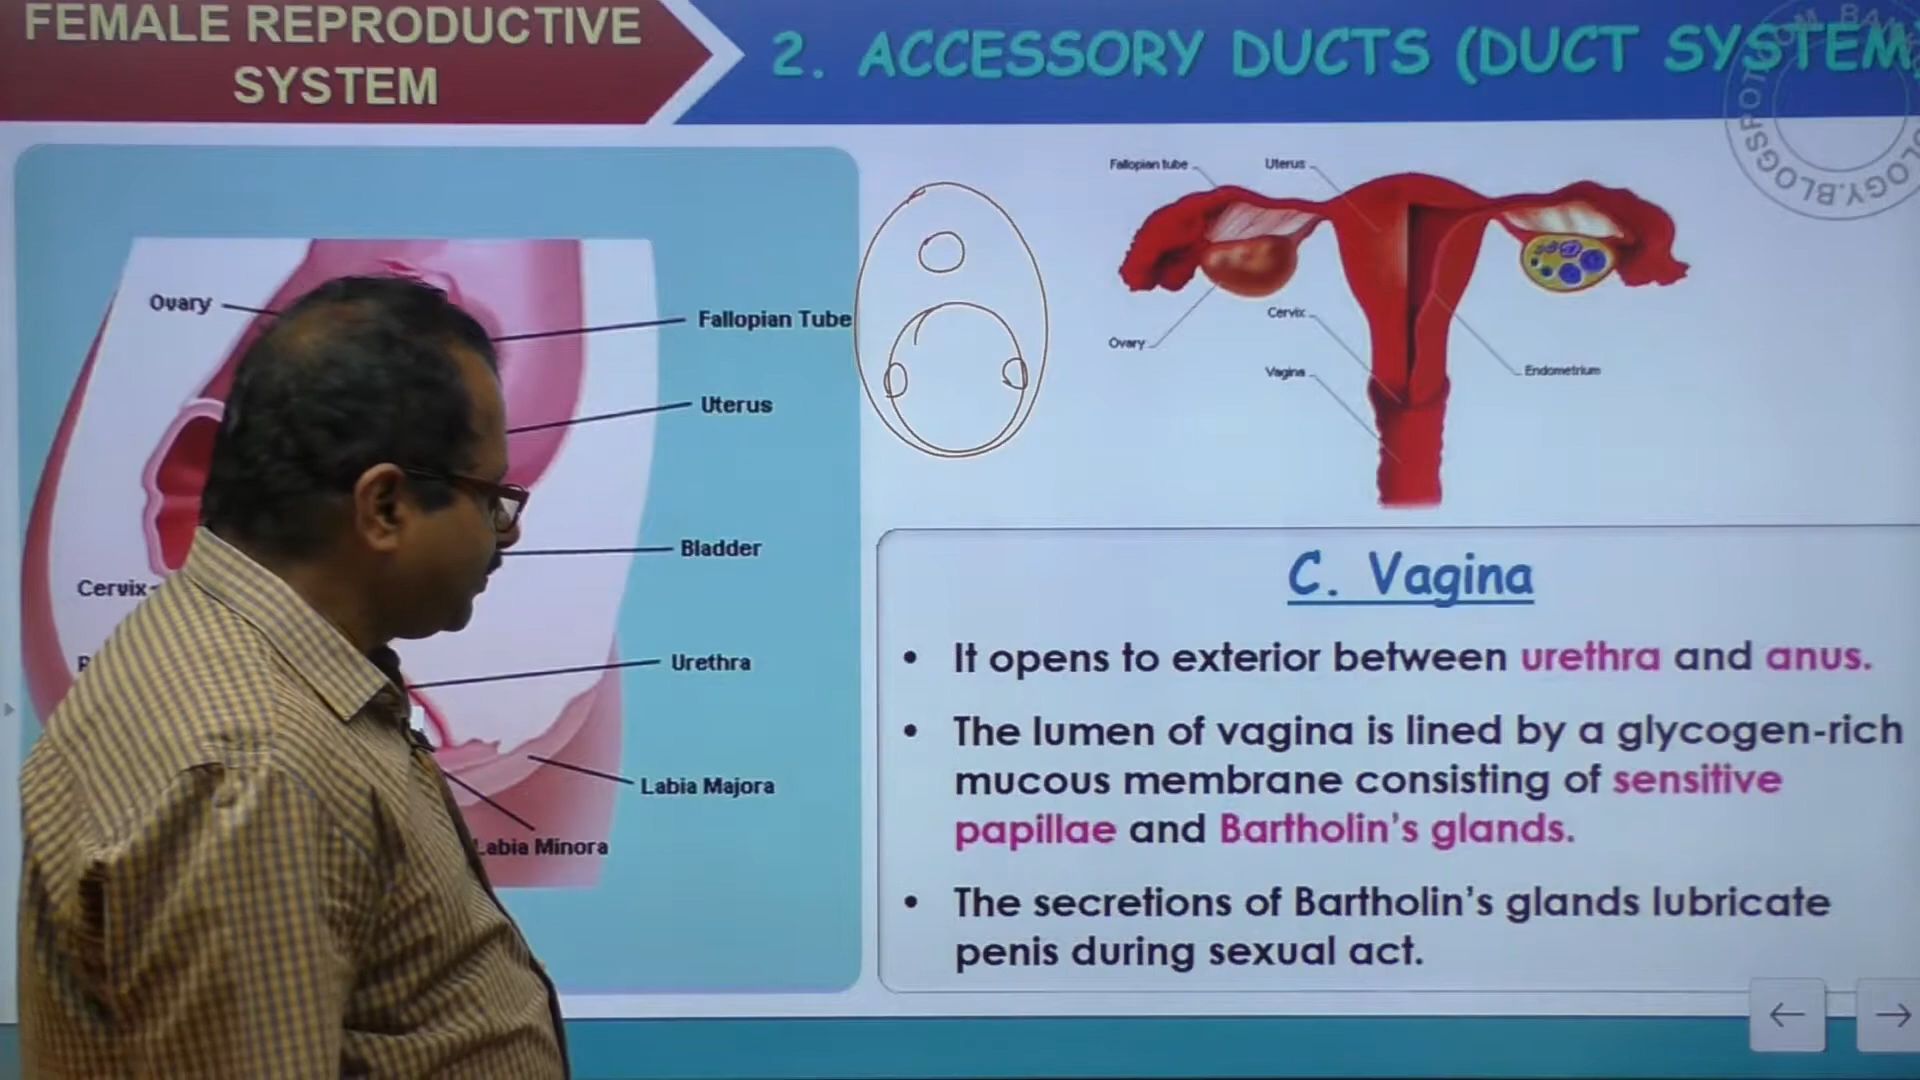 FEMALE REPRODUCTIVE
SYSTEM
2. ACCESSORY DUCTS (DUCT SYSTEM)
Ovary
Fallopian Tube
Uterus
Bladder
Cervix
Urethra
Labia Majora
Labia Minora
Fallopian tube
Uterus
Cervix
Ovary
Vagina
Endometrium
C. Vagina
• It opens to exterior between urethra and anus.
• The lumen of vagina is lined by a glycogen-rich
mucous membrane consisting of sensitive
papillae and Bartholin's glands.
• The secretions of Bartholin's glands lubricate
penis during sexual act.